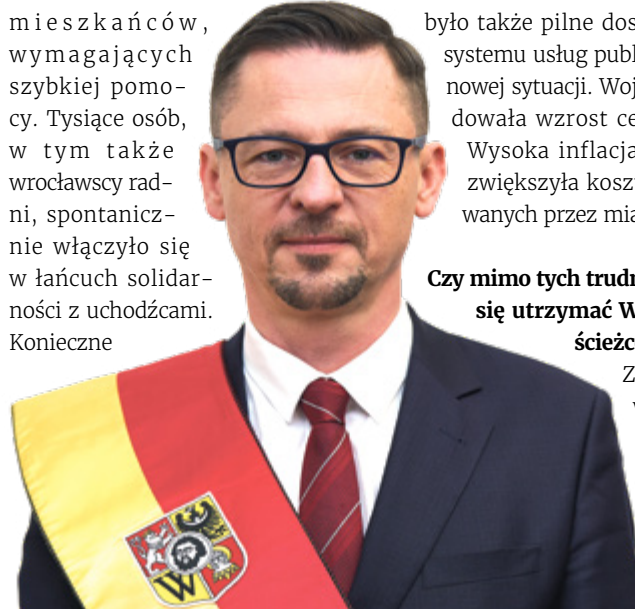 mieszkańców,
wymagających
szybkiej pomo-
cy. Tysiące osób,
w tym także
wrocławscy rad-
ni, spontanicz-
nie włączyło się
w łańcuch solidar-
ności z uchodźcami.
Konieczne
było także pilne dos
systemu usług publ
nowej sytuacji. Woj
dowała wzrost ce
Wysoka inflacja
zwiększyła kosz
wanych przez mia
Czy mimo tych trudn
się utrzymać W
ścieżc
Z
W